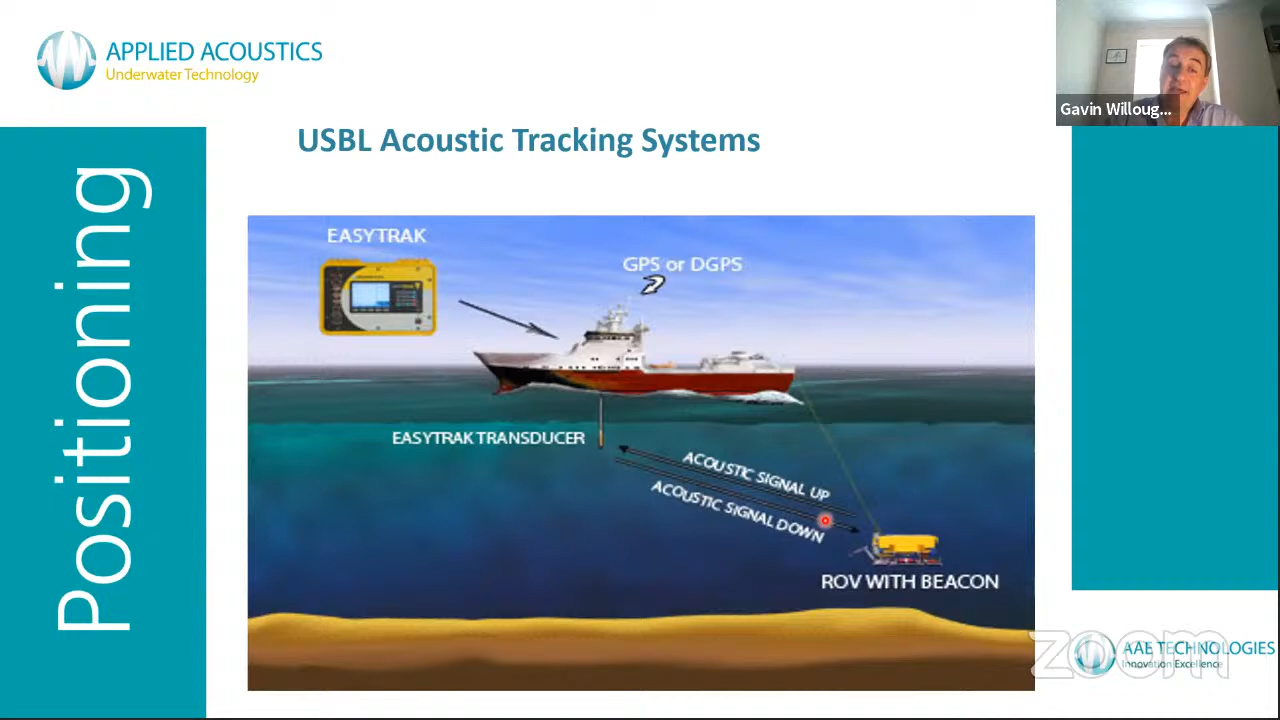 APPLIED ACOUSTICS
Underwater Technology
Gavin Willoug...
USBL Acoustic Tracking Systems
Positioning
EASYTRAK
GPS or DGPS
EASYTRAK TRANSDUCER
ACOUSTIC SIGNAL UP
ACOUSTIC SIGNAL DOWN
ROV WITH BEACON
zoom
AAE TECHNOLOGIES
Innovation Excellence